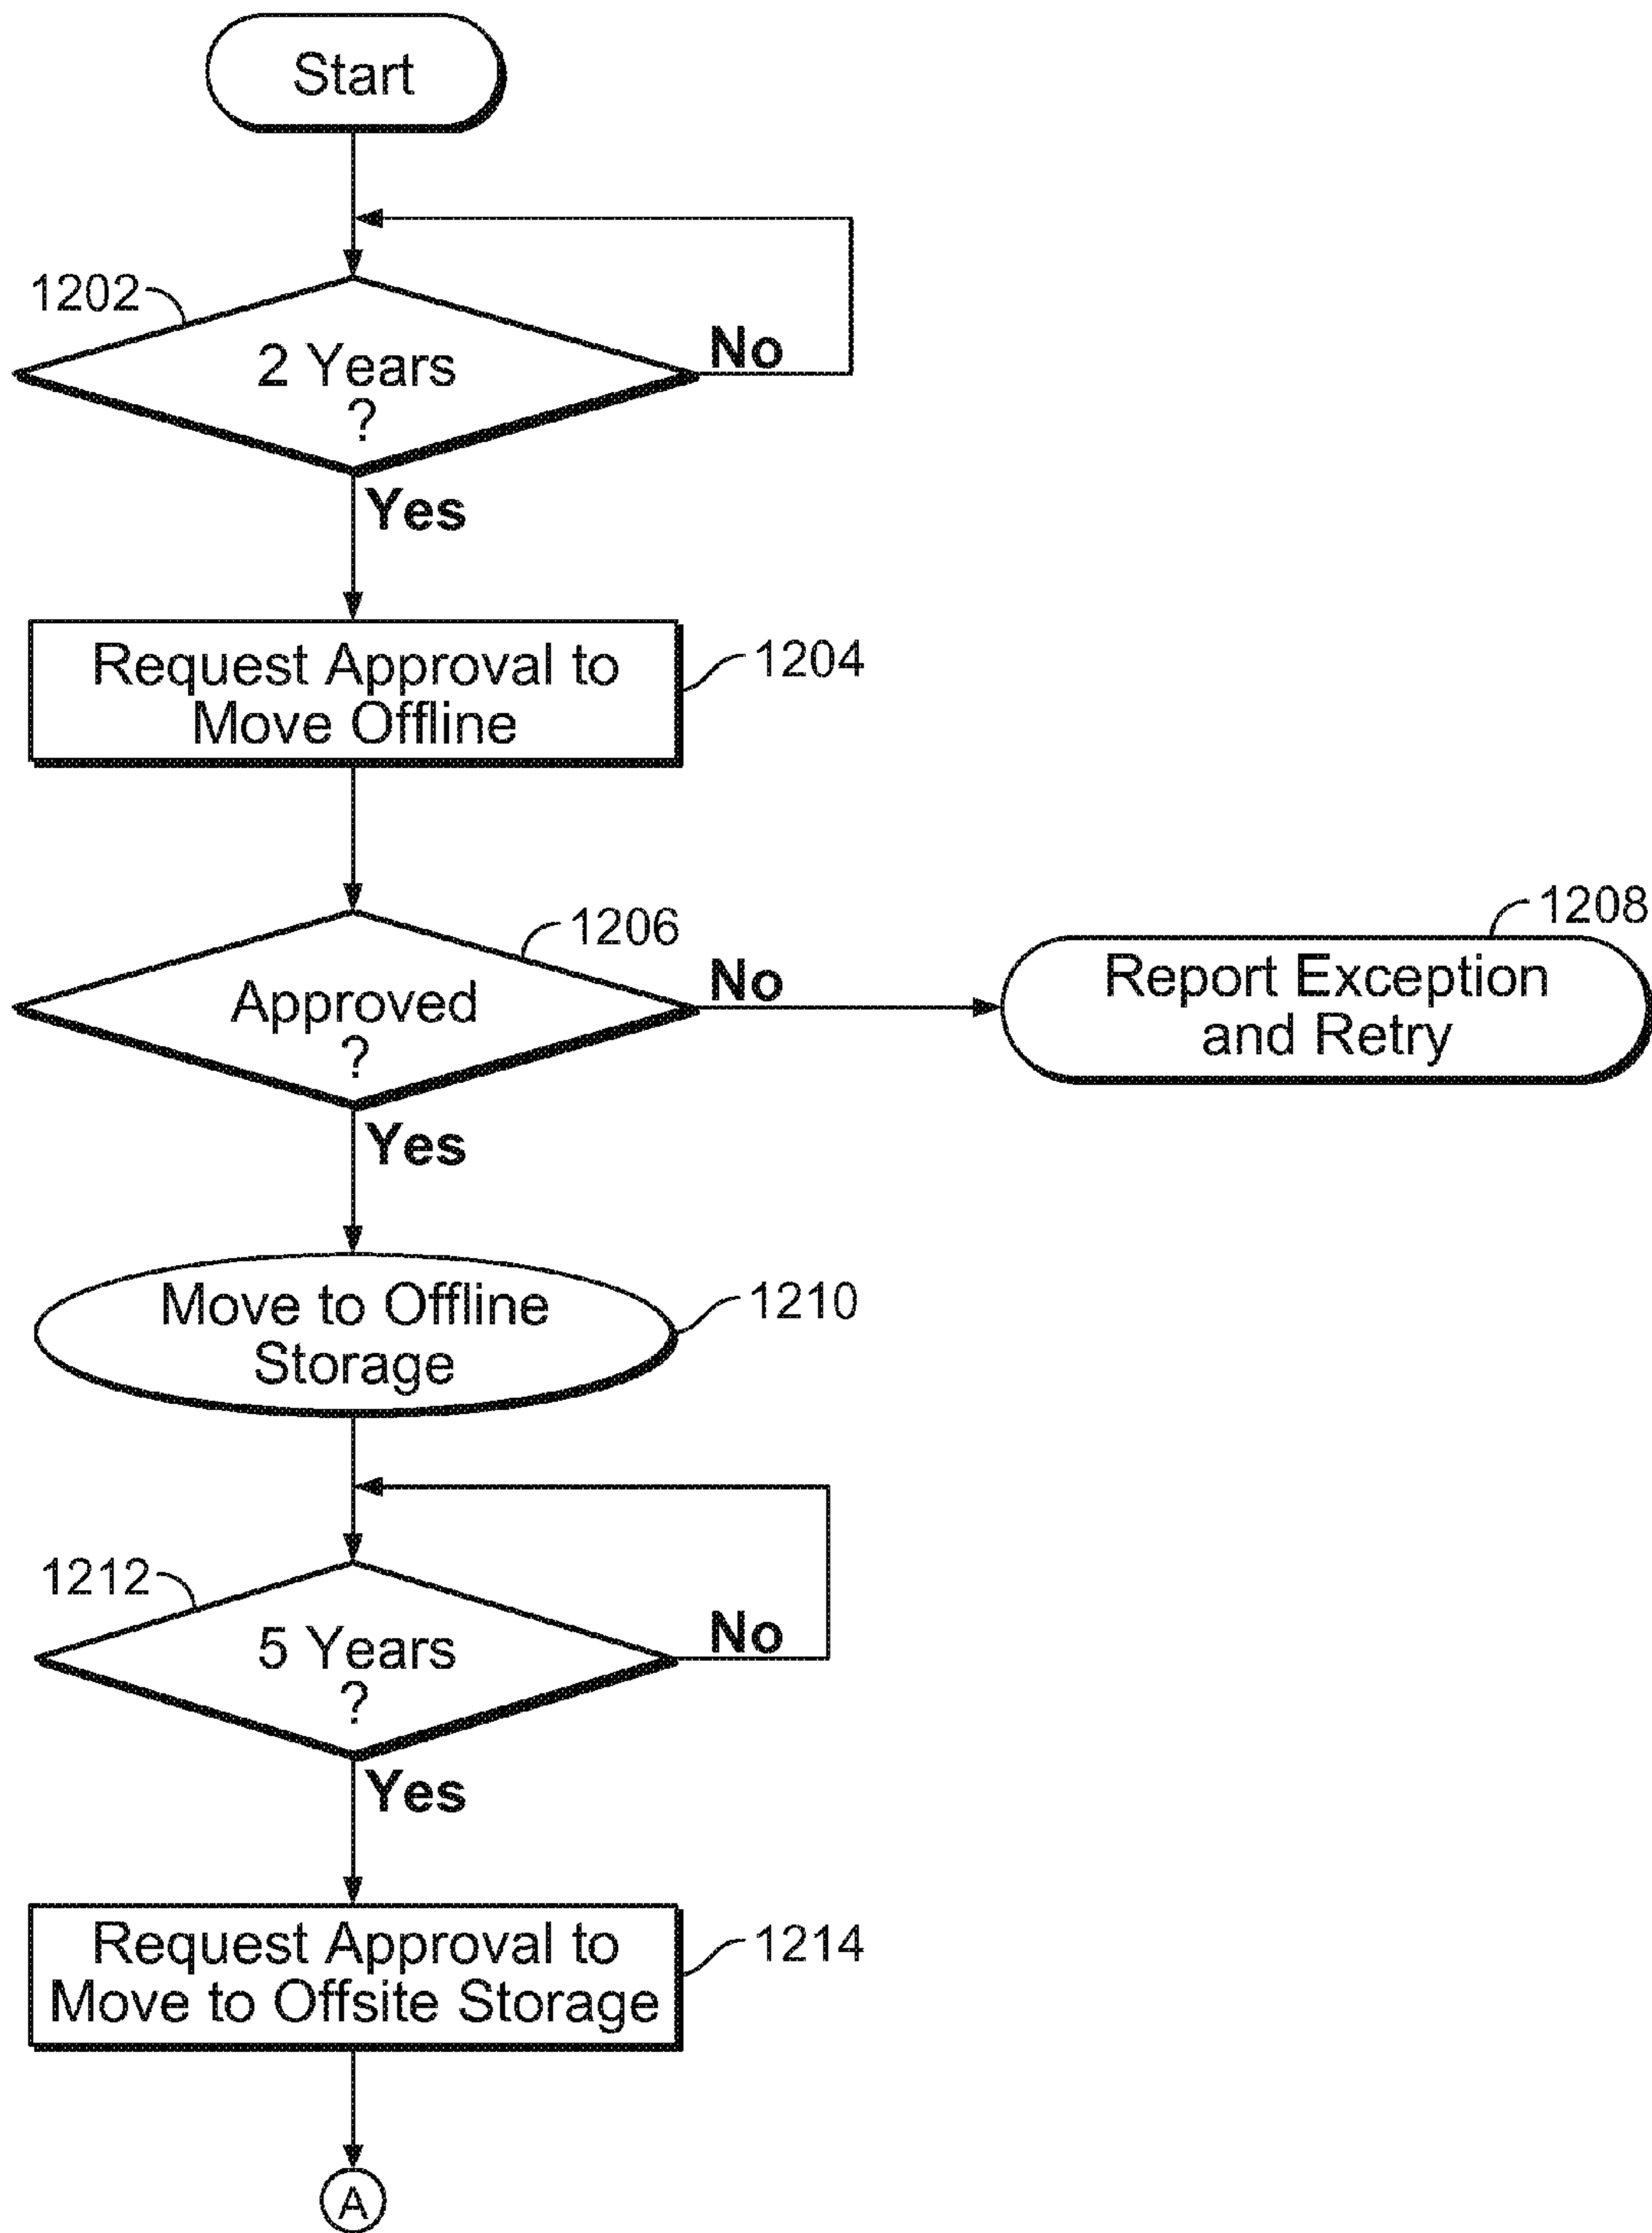 Start
1202
2 Years
?
No
Yes
Request Approval to
Move Offline
1204
1206
Approved
?
No
Yes
1208
Report Exception
and Retry
Move to Offline
Storage
1210
1212
5 Years
?
No
Yes
Request Approval to
Move to Offsite Storage
1214
A